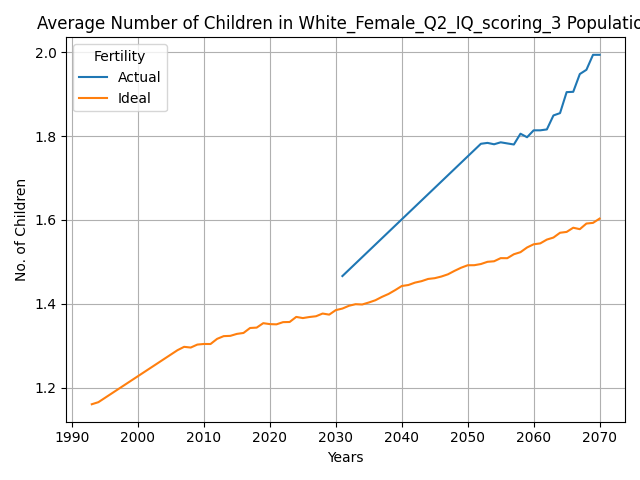 Average Number of Children in White_Female_Q2_IQ_scoring_3 Populatio
Fertility
Actual
Ideal
2.0
1.8
1.6
1.4
1.2
No. of Children
1990 2000 2010 2020 2030 2040 2050 2060 2070
Years